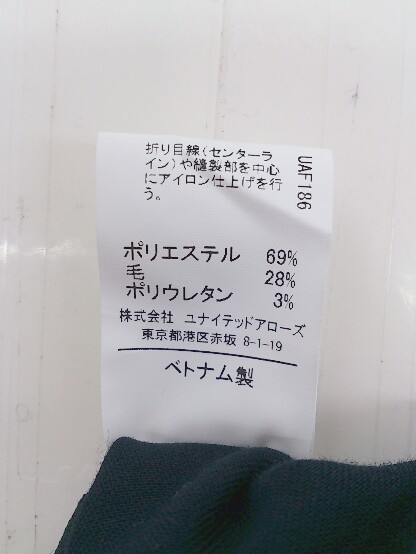 折り目線(センターラ
イン)や縫製部を中心
にアイロン仕上げを行
う。
UAF186
ポリエステル 69%
毛 28%
ポリウレタン 3%
株式会社 ユナイテッドアローズ
東京都港区赤坂 8-1-19
ベトナム製